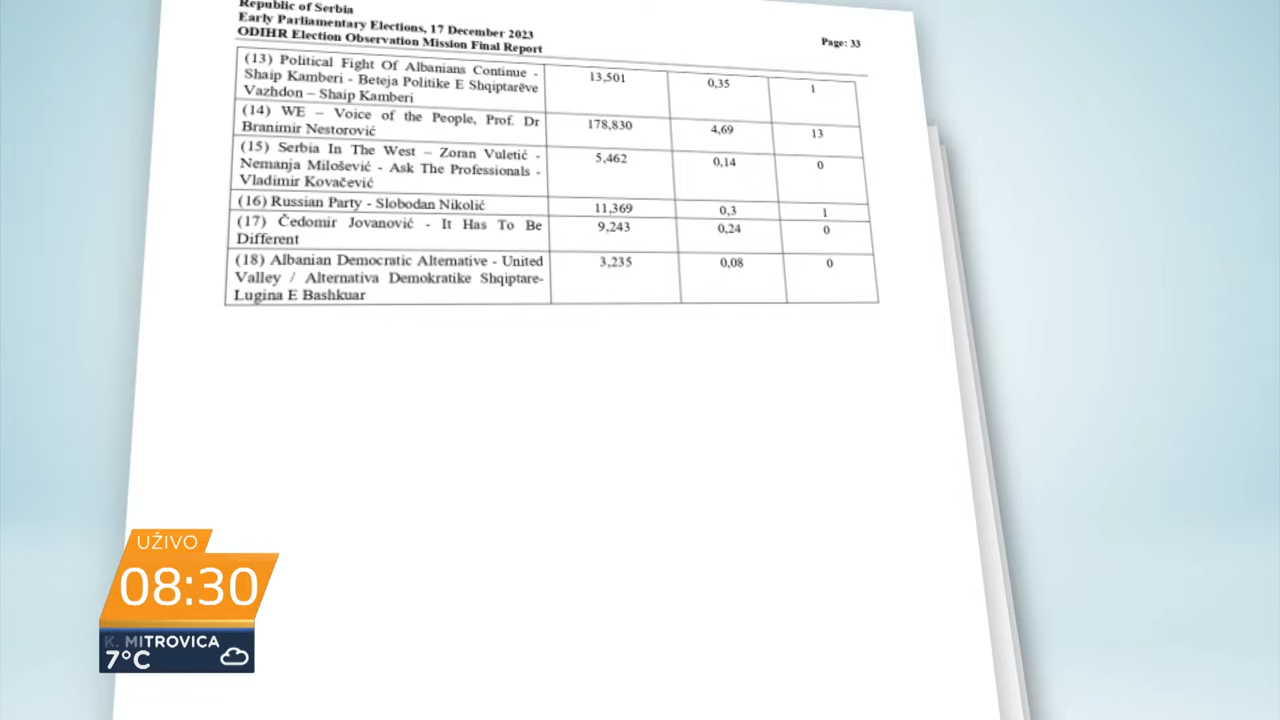 Republic of Serbia
Early Parliamentary Elections, 17 December 2023
ODIHR Election Observation Mission Final Report
Page: 33
(13) Political Fight Of Albanians Continue -
Shaip Kamberi - Beteja Politike E Shqiptarëve
Vazhdon – Shaip Kamberi
13,501
0,35
1
(14) WE – Voice of the People, Prof. Dr
Branimir Nestorović
178,830
4,69
13
(15) Serbia In The West – Zoran Vuletić -
Nemanja Milošević - Ask The Professionals -
Vladimir Kovačević
5,462
0,14
0
(16) Russian Party - Slobodan Nikolić
11,369
0,3
1
(17) Čedomir Jovanović - It Has To Be
Different
9,243
0,24
0
(18) Albanian Democratic Alternative - United
Valley / Alternativa Demokratike Shqiptare-
Lugina E Bashkuar
3,235
0,08
0
UŽIVO
08:30
K. MITROVICA
7°C